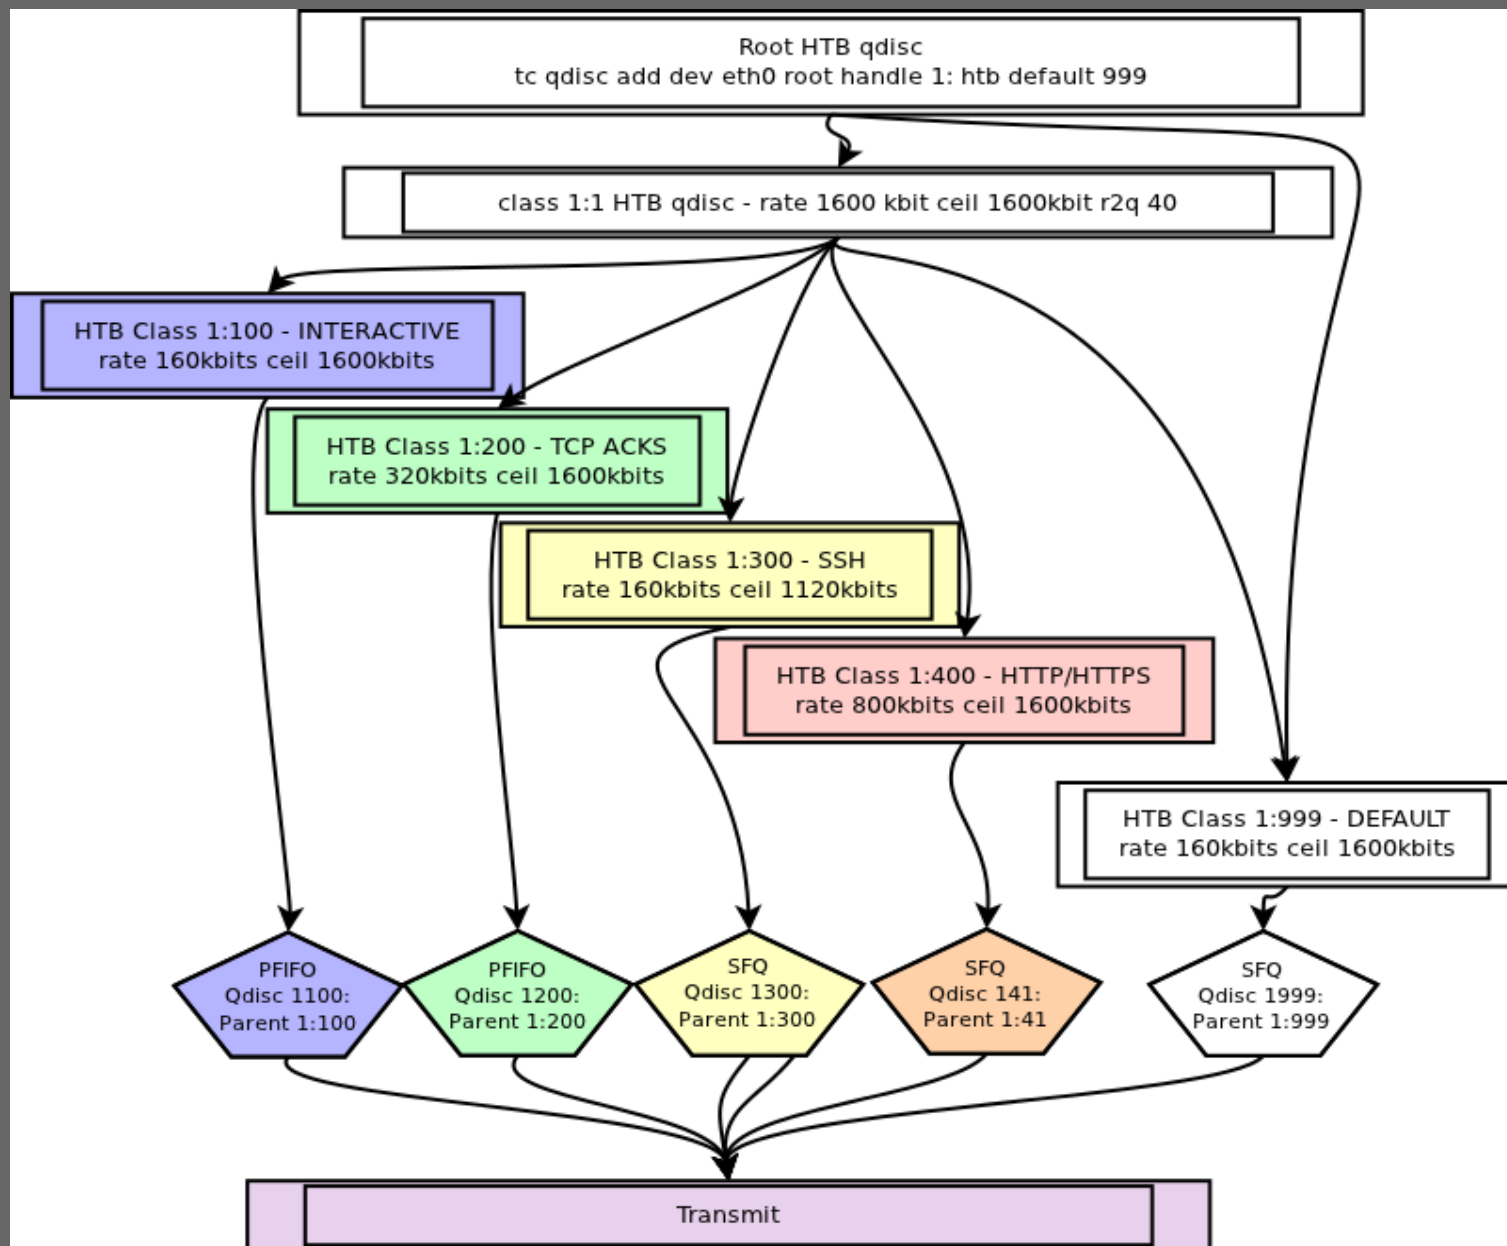 Root HTB qdisc
tc qdisc add dev eth0 root handle 1: htb default 999
class 1:1 HTB qdisc - rate 1600 kbit ceil 1600kbit r2q 40
HTB Class 1:100 - INTERACTIVE
rate 160kbits ceil 1600kbits
HTB Class 1:200 - TCP ACKS
rate 320kbits ceil 1600kbits
HTB Class 1:300 - SSH
rate 160kbits ceil 1120kbits
HTB Class 1:400 - HTTP/HTTPS
rate 800kbits ceil 1600kbits
HTB Class 1:999 - DEFAULT
rate 160kbits ceil 1600kbits
PFIFO
Qdisc 1100:
Parent 1:100
PFIFO
Qdisc 1200:
Parent 1:200
SFQ
Qdisc 1300:
Parent 1:300
SFQ
Qdisc 141:
Parent 1:41
SFQ
Qdisc 1999:
Parent 1:999
Transmit